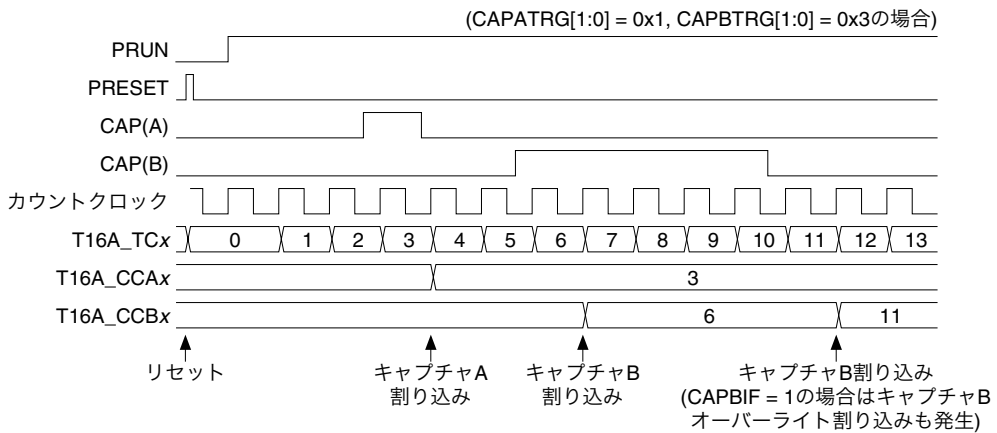 (CAPATRG[1:0] = 0x1, CAPBTRG[1:0] = 0x3の場合)
PRUN
PRESET
CAP(A)
CAP(B)
カウントクロック
T16A_TCx 0 1 2 3 4 5 6 7 8 9 10 11 12 13
T16A_CCAx 3
T16A_CCBx 6 11
リセット
キャプチャA
割り込み
キャプチャB
割り込み
キャプチャB割り込み
(CAPBIF = 1の場合はキャプチャB
オーバーライト割り込みも発生)